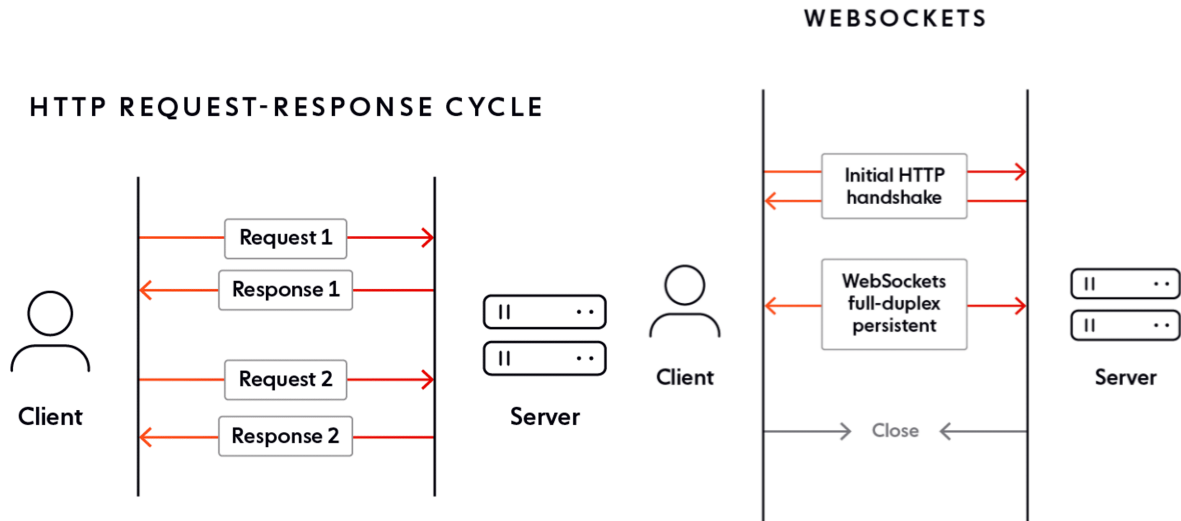 HTTP REQUEST-RESPONSE CYCLE
Request 1
Response 1
Request 2
Response 2
Client
Server
WEBSOCKETS
Initial HTTP
handshake
WebSockets
full-duplex
persistent
Close
Client
Server